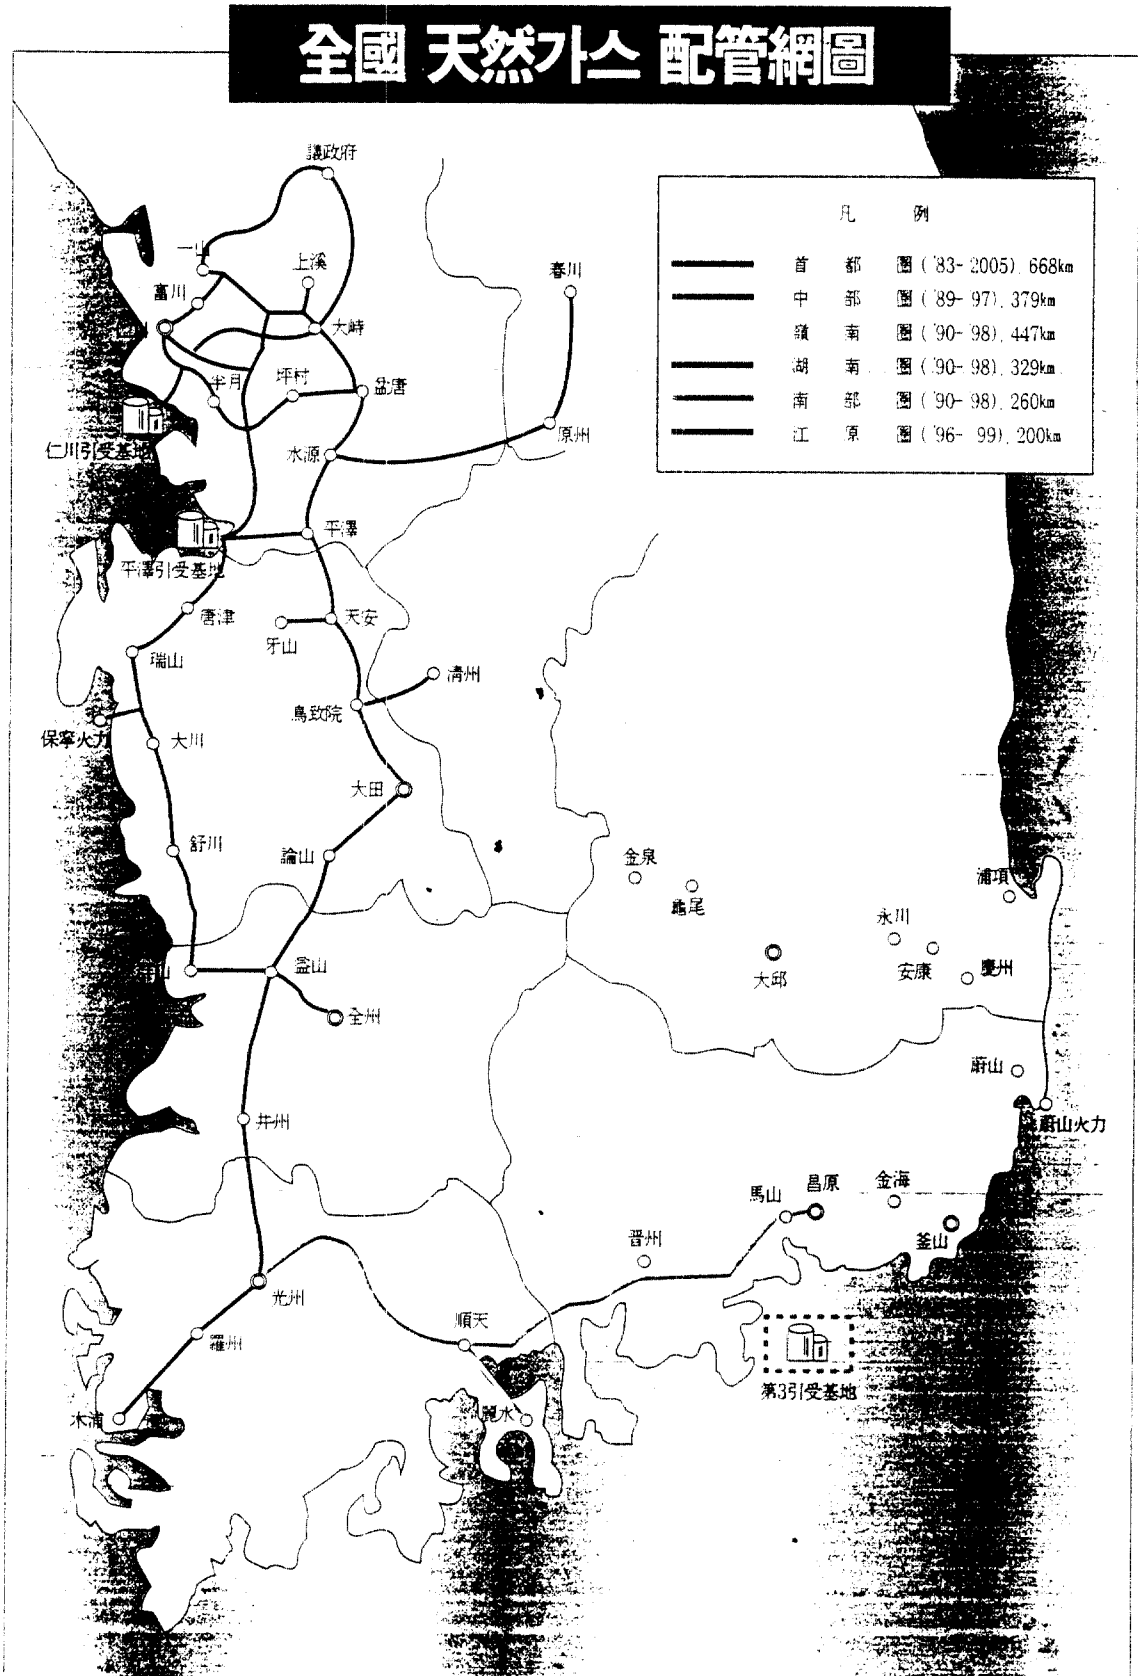 全國 天然가스 配管網圖
議政府
凡 例
一山
上溪
春川
首 都 圈 ('83-2005). 668km
富川
中 部 圈 ('89-97). 379km
大峙
嶺南圈 ('90-98). 447km
湖南圈 ('90-98). 329km
半月
坪村
盆唐
南 部 圈 ('90-98). 260km
江 原 圈 ('96-99). 200km
原州
仁川引受基地
水源
平澤
平澤引受基地
唐津
天安
牙山
瑞山
淸州
鳥致院
保寧火力
大川
大田
舒川
論山
金泉
浦項
龜尾
永川
益山
大邱
安康
慶州
全州
蔚山
井州
蔚山火力
馬山
昌原
金海
晋州
釜山
光州
順天
羅州
第3引受基地
木浦
麗水